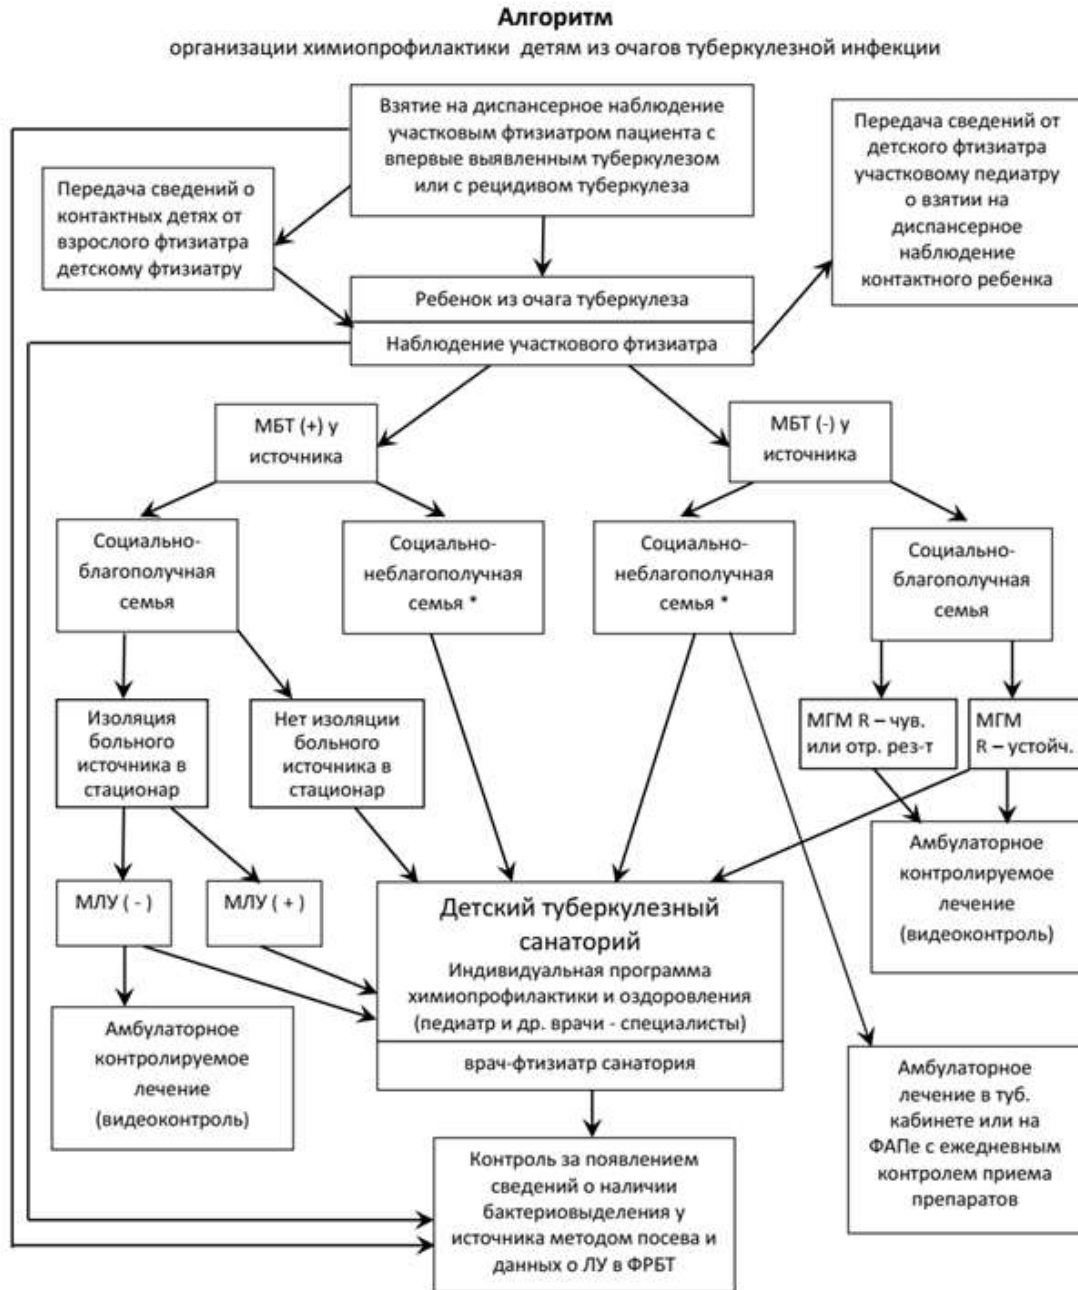 Алгоритм
организации химиопрофилактики детям из очагов туберкулезной инфекции
Взятие на диспансерное наблюдение
участковым фтизиатром пациента с
впервые выявленным туберкулезом
или с рецидивом туберкулеза
Передача сведений от
детского фтизиатра
участковому педиатру
о взятии на
диспансерное
наблюдение
контактного ребенка
Передача сведений о
контактных детях от
взрослого фтизиатра
детскому фтизиатру
Ребенок из очага туберкулеза
Наблюдение участкового фтизиатра
МБТ (+) у
источника
МБТ (-) у
источника
Социально-
благополучная
семья
Социально-
неблагополучная
семья *
Социально-
неблагополучная
семья *
Социально-
благополучная
семья
Изоляция
больного
источника в
стационар
Нет изоляции
больного
источника в
стационар
МГМ R – чув.
или отр. рез-т
МГМ
R – устойч.
МЛУ ( - )
МЛУ ( + )
Детский туберкулезный
санаторий
Индивидуальная программа
химиопрофилактики и оздоровления
(педиатр и др. врачи - специалисты)
врач-фтизиатр санатория
Амбулаторное
контролируемое
лечение
(видеоконтроль)
Амбулаторное
контролируемое
лечение
(видеоконтроль)
Амбулаторное
лечение в туб.
кабинете или на
ФАПе с ежедневным
контролем приема
препаратов
Контроль за появлением
сведений о наличии
бактериовыделения у
источника методом посева и
данных о ЛУ в ФРБТ